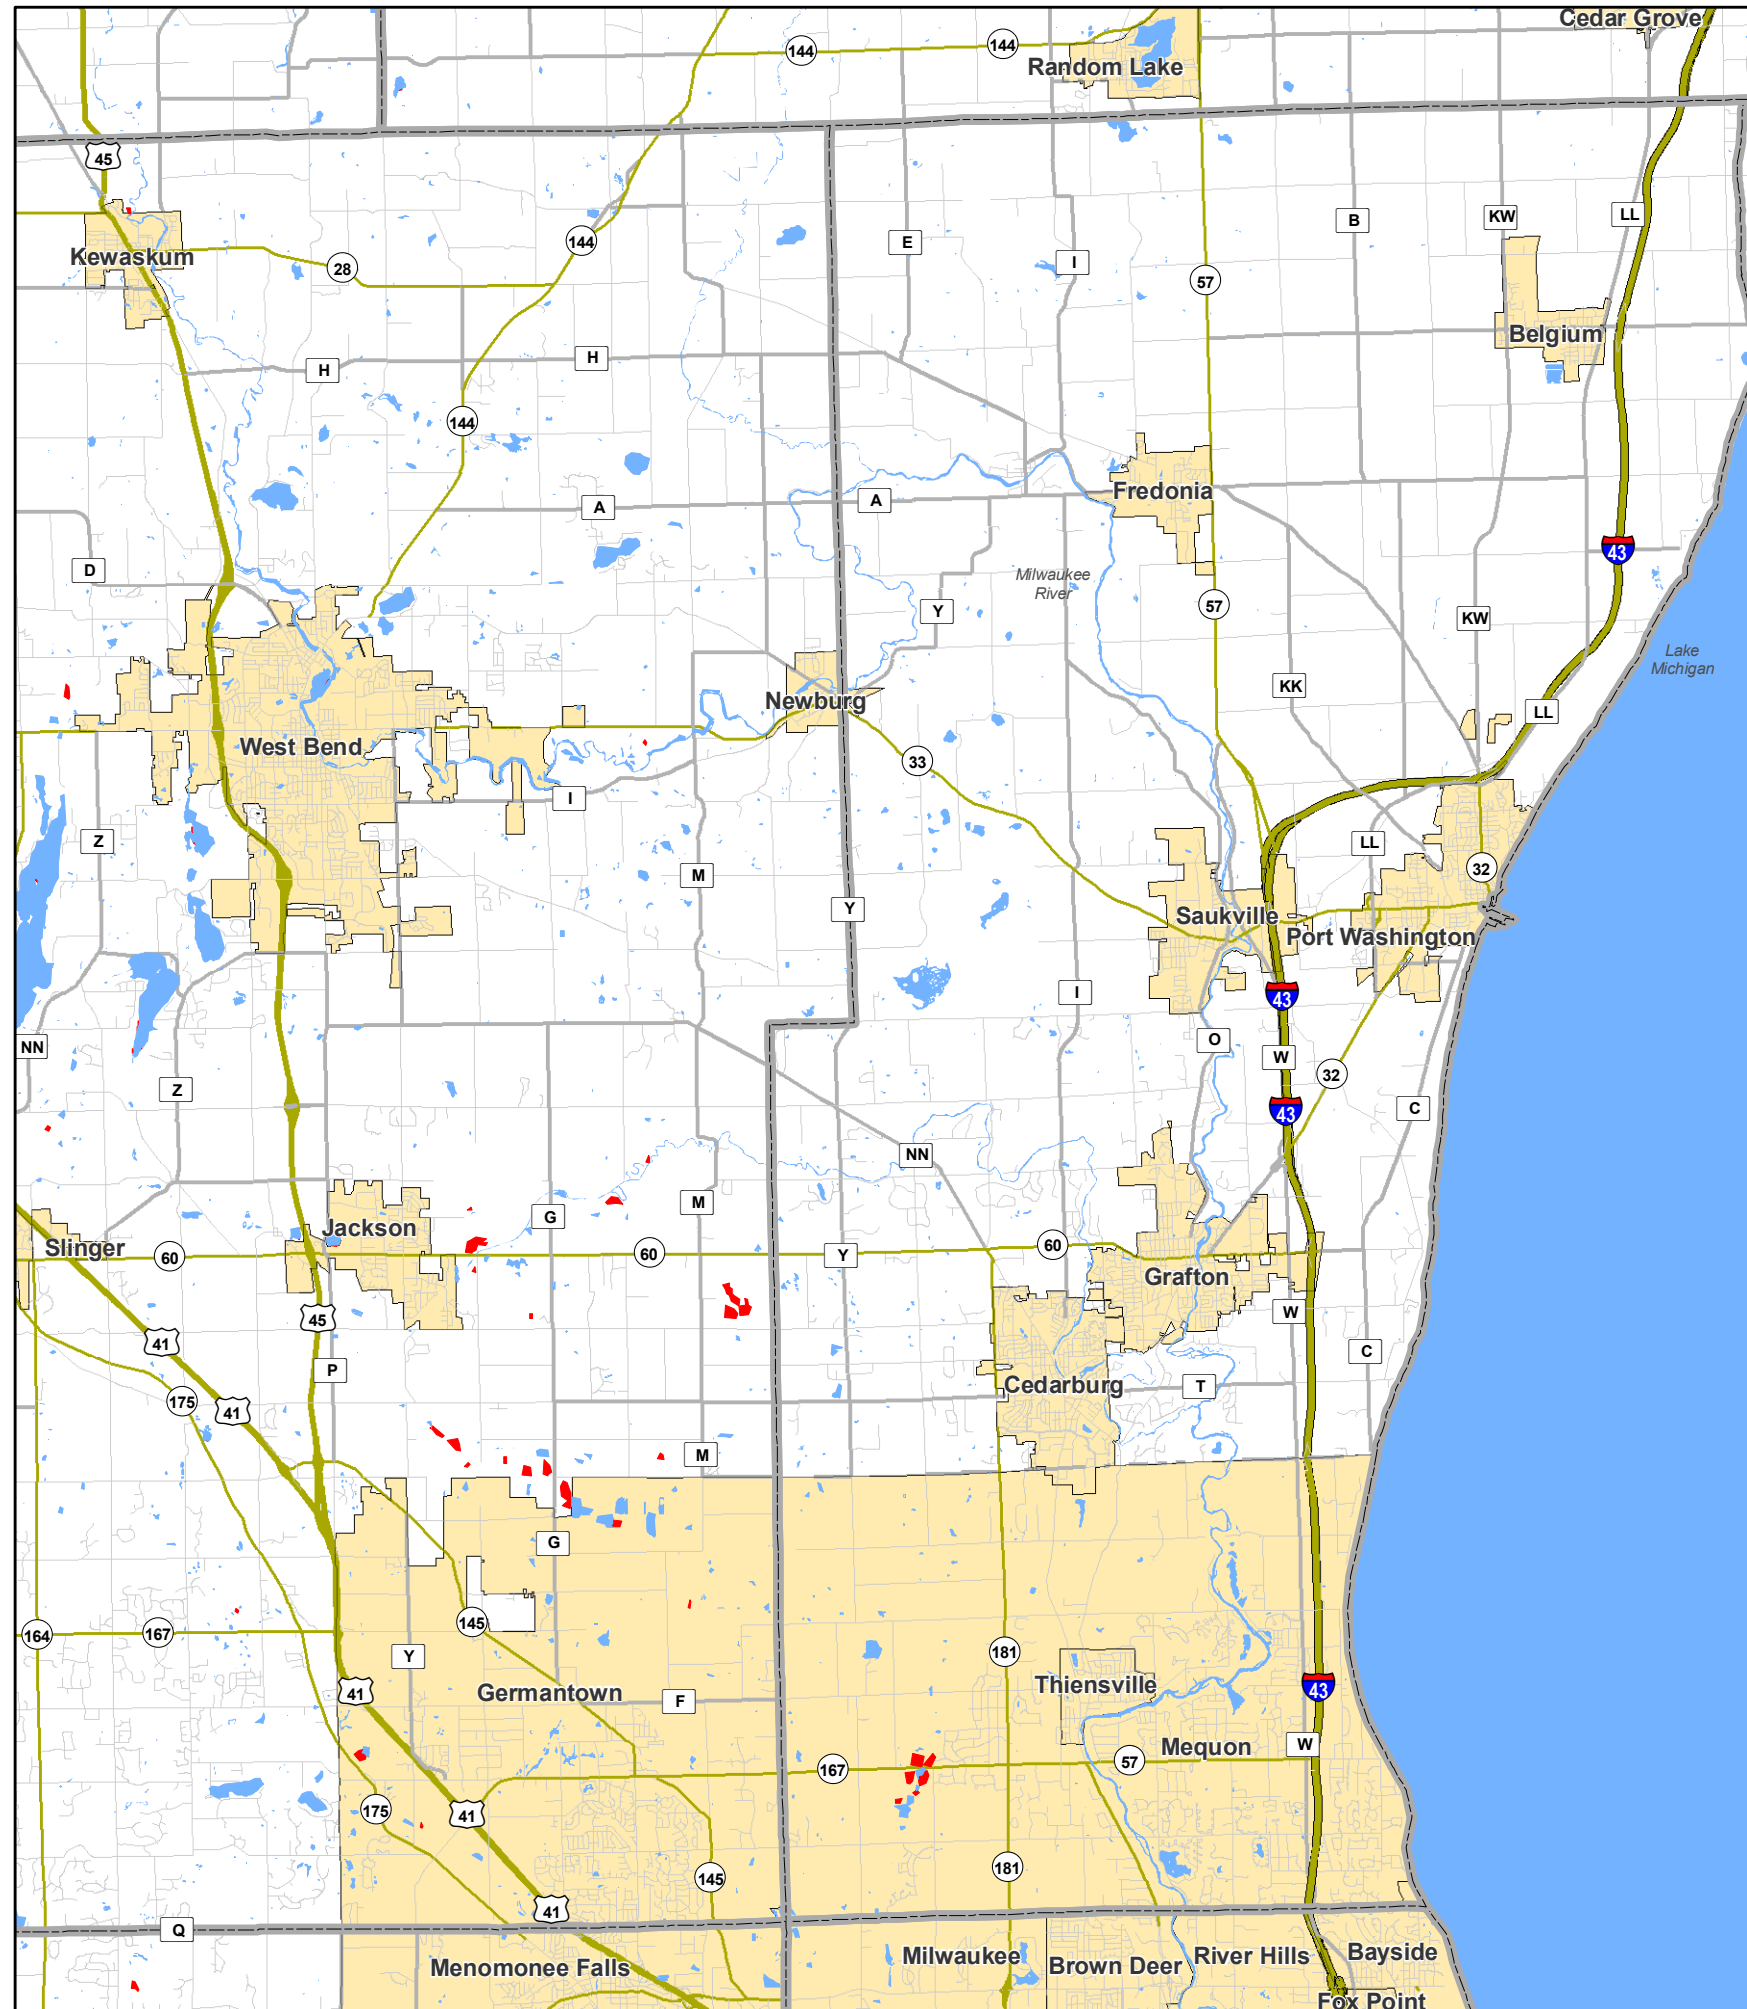 Cedar Grove
144
144
Random Lake
45
B
KW
LL
E
144
Kewaskum
I
28
57
Belgium
H
H
144
Fredonia
A
A
43
D
Milwaukee
River
57
Y
KW
Lake
Michigan
KK
Newburg
LL
West Bend
33
I
Z
LL
M
32
Y
Saukville
Port Washington
I
43
O
NN
W
32
Z
43
C
NN
M
G
Jackson
60
Slinger
60
60
Y
Grafton
W
45
41
C
P
Cedarburg
T
175
41
M
G
145
164
167
181
Y
Thiensville
43
41
Germantown
F
W
Mequon
57
167
175
41
181
145
41
Q
Bayside
Milwaukee
River Hills
Brown Deer
Menomonee Falls
Fox Point